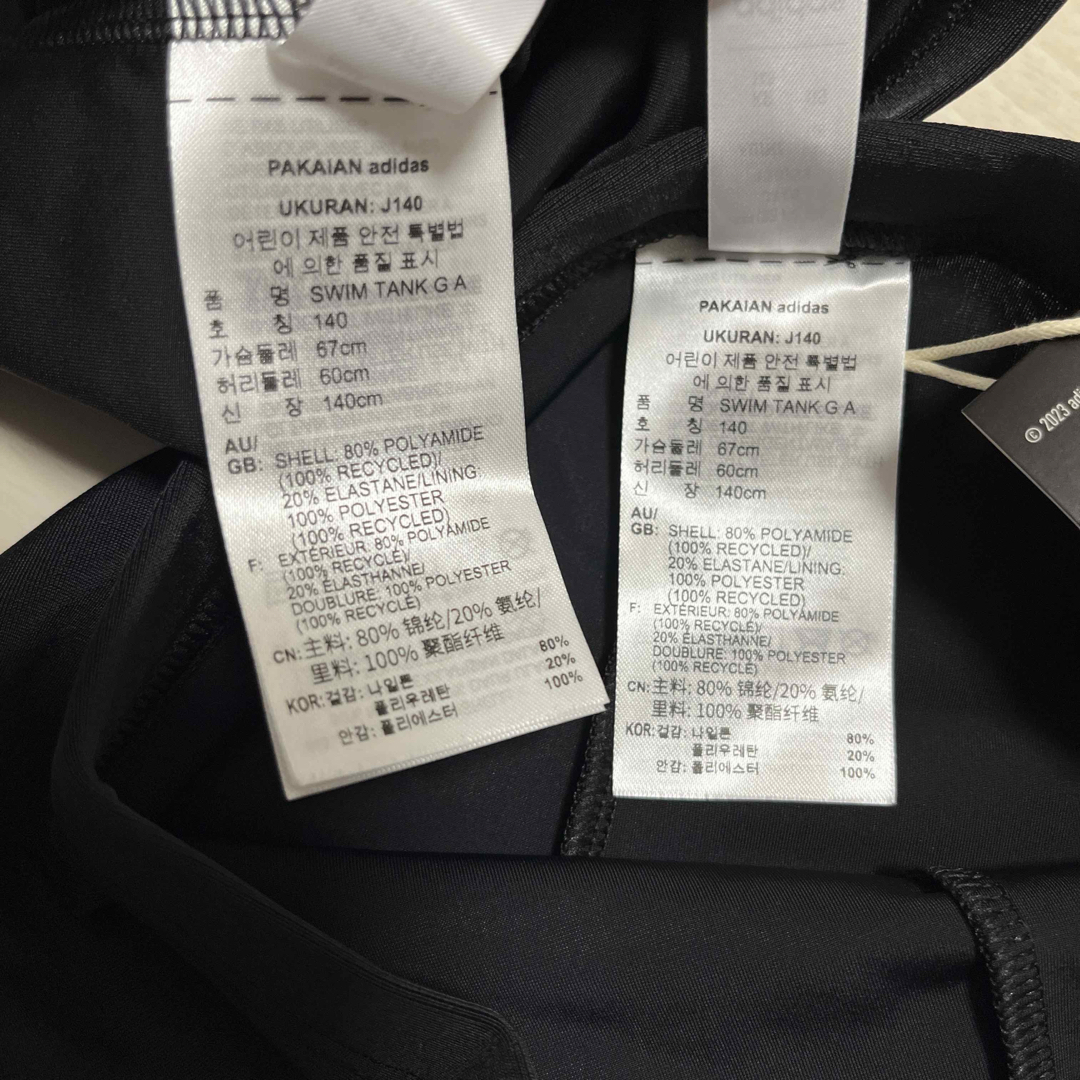 PAKAIAN adidas
UKURAN: J140
어린이 제품 안전 특별법
에 의한 품질 표시
품 명 SWIM TANK G A
호 칭 140
가슴둘레 67cm
허리둘레 60cm
신 장 140cm
AU/
GB: SHELL: 80% POLYAMIDE
(100% RECYCLED)/
20% ELASTANE/LINING:
100% POLYESTER
(100% RECYCLED)
F: EXTÉRIEUR: 80% POLYAMIDE
(100% RECYCLÉ)/
20% ÉLASTHANNE/
DOUBLURE: 100% POLYESTER
(100% RECYCLÉ)
CN:主料: 80% 锦纶/20% 氨纶/
里料: 100% 聚酯纤维
KOR:겉감: 나일론 80%
폴리우레탄 20%
안감: 폴리에스터 100%
PAKAIAN adidas
UKURAN: J140
어린이 제품 안전 특별법
에 의한 품질 표시
품 명 SWIM TANK G A
호 칭 140
가슴둘레 67cm
허리둘레 60cm
신 장 140cm
AU/
GB: SHELL: 80% POLYAMIDE
(100% RECYCLED)/
20% ELASTANE/LINING:
100% POLYESTER
(100% RECYCLED)
F: EXTÉRIEUR: 80% POLYAMIDE
(100% RECYCLÉ)/
20% ÉLASTHANNE/
DOUBLURE: 100% POLYESTER
(100% RECYCLÉ)
CN:主料: 80% 锦纶/20% 氨纶/
里料: 100% 聚酯纤维
KOR:겉감: 나일론 80%
폴리우레탄 20%
안감: 폴리에스터 100%
© 2023